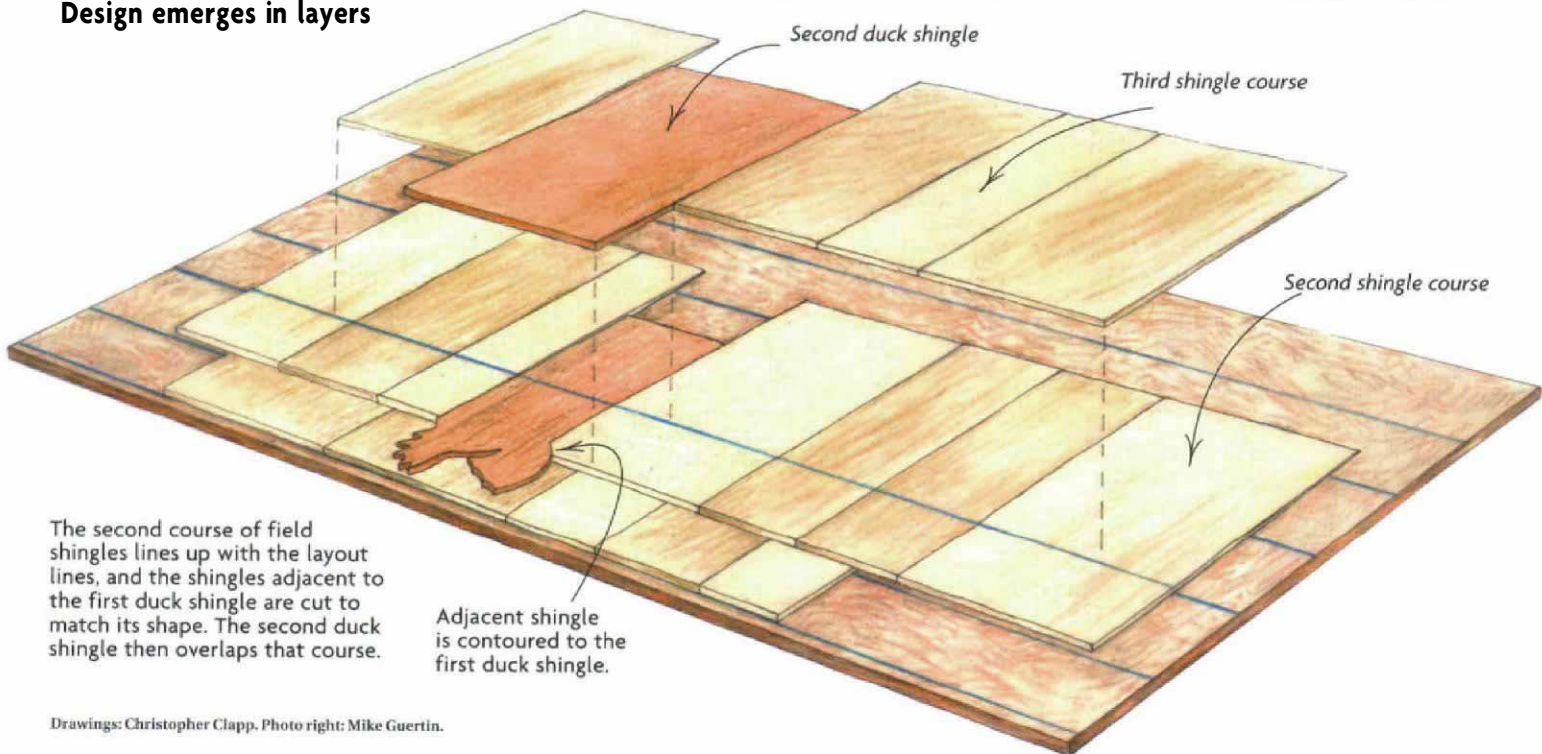 Design emerges in layers
Second duck shingle
Third shingle course
Second shingle course
The second course of field
shingles lines up with the layout
lines, and the shingles adjacent to
the first duck shingle are cut to
match its shape. The second duck
shingle then overlaps that course.
Adjacent shingle
is contoured to the
first duck shingle.
Drawings: Christopher Clapp. Photo right: Mike Guertin.